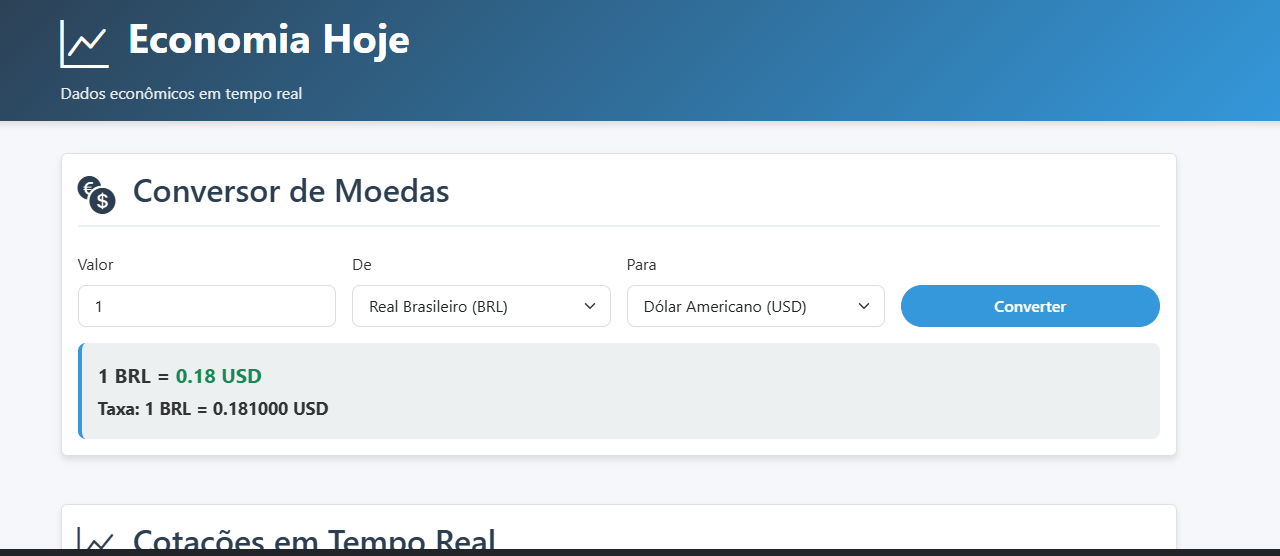 Economia Hoje
Dados econômicos em tempo real
€ $
Conversor de Moedas
Valor
De
Para
1
Real Brasileiro (BRL)
Dólar Americano (USD)
Converter
1 BRL = 0.18 USD
Taxa: 1 BRL = 0.181000 USD
Cotações em Tempo Real